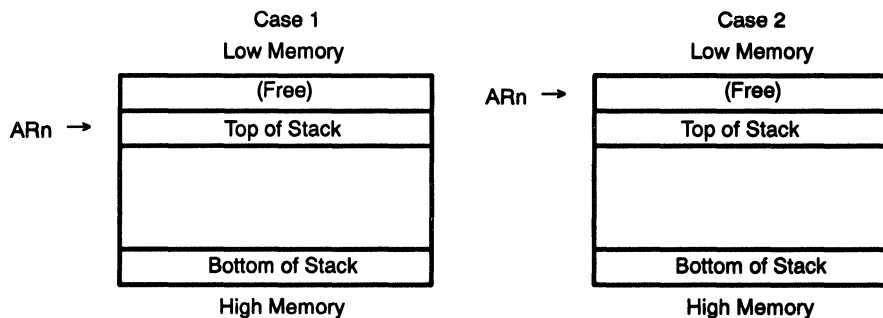 Case 1
Low Memory
(Free)
ARn →
Top of Stack
Bottom of Stack
High Memory
Case 2
Low Memory
ARn →
(Free)
Top of Stack
Bottom of Stack
High Memory